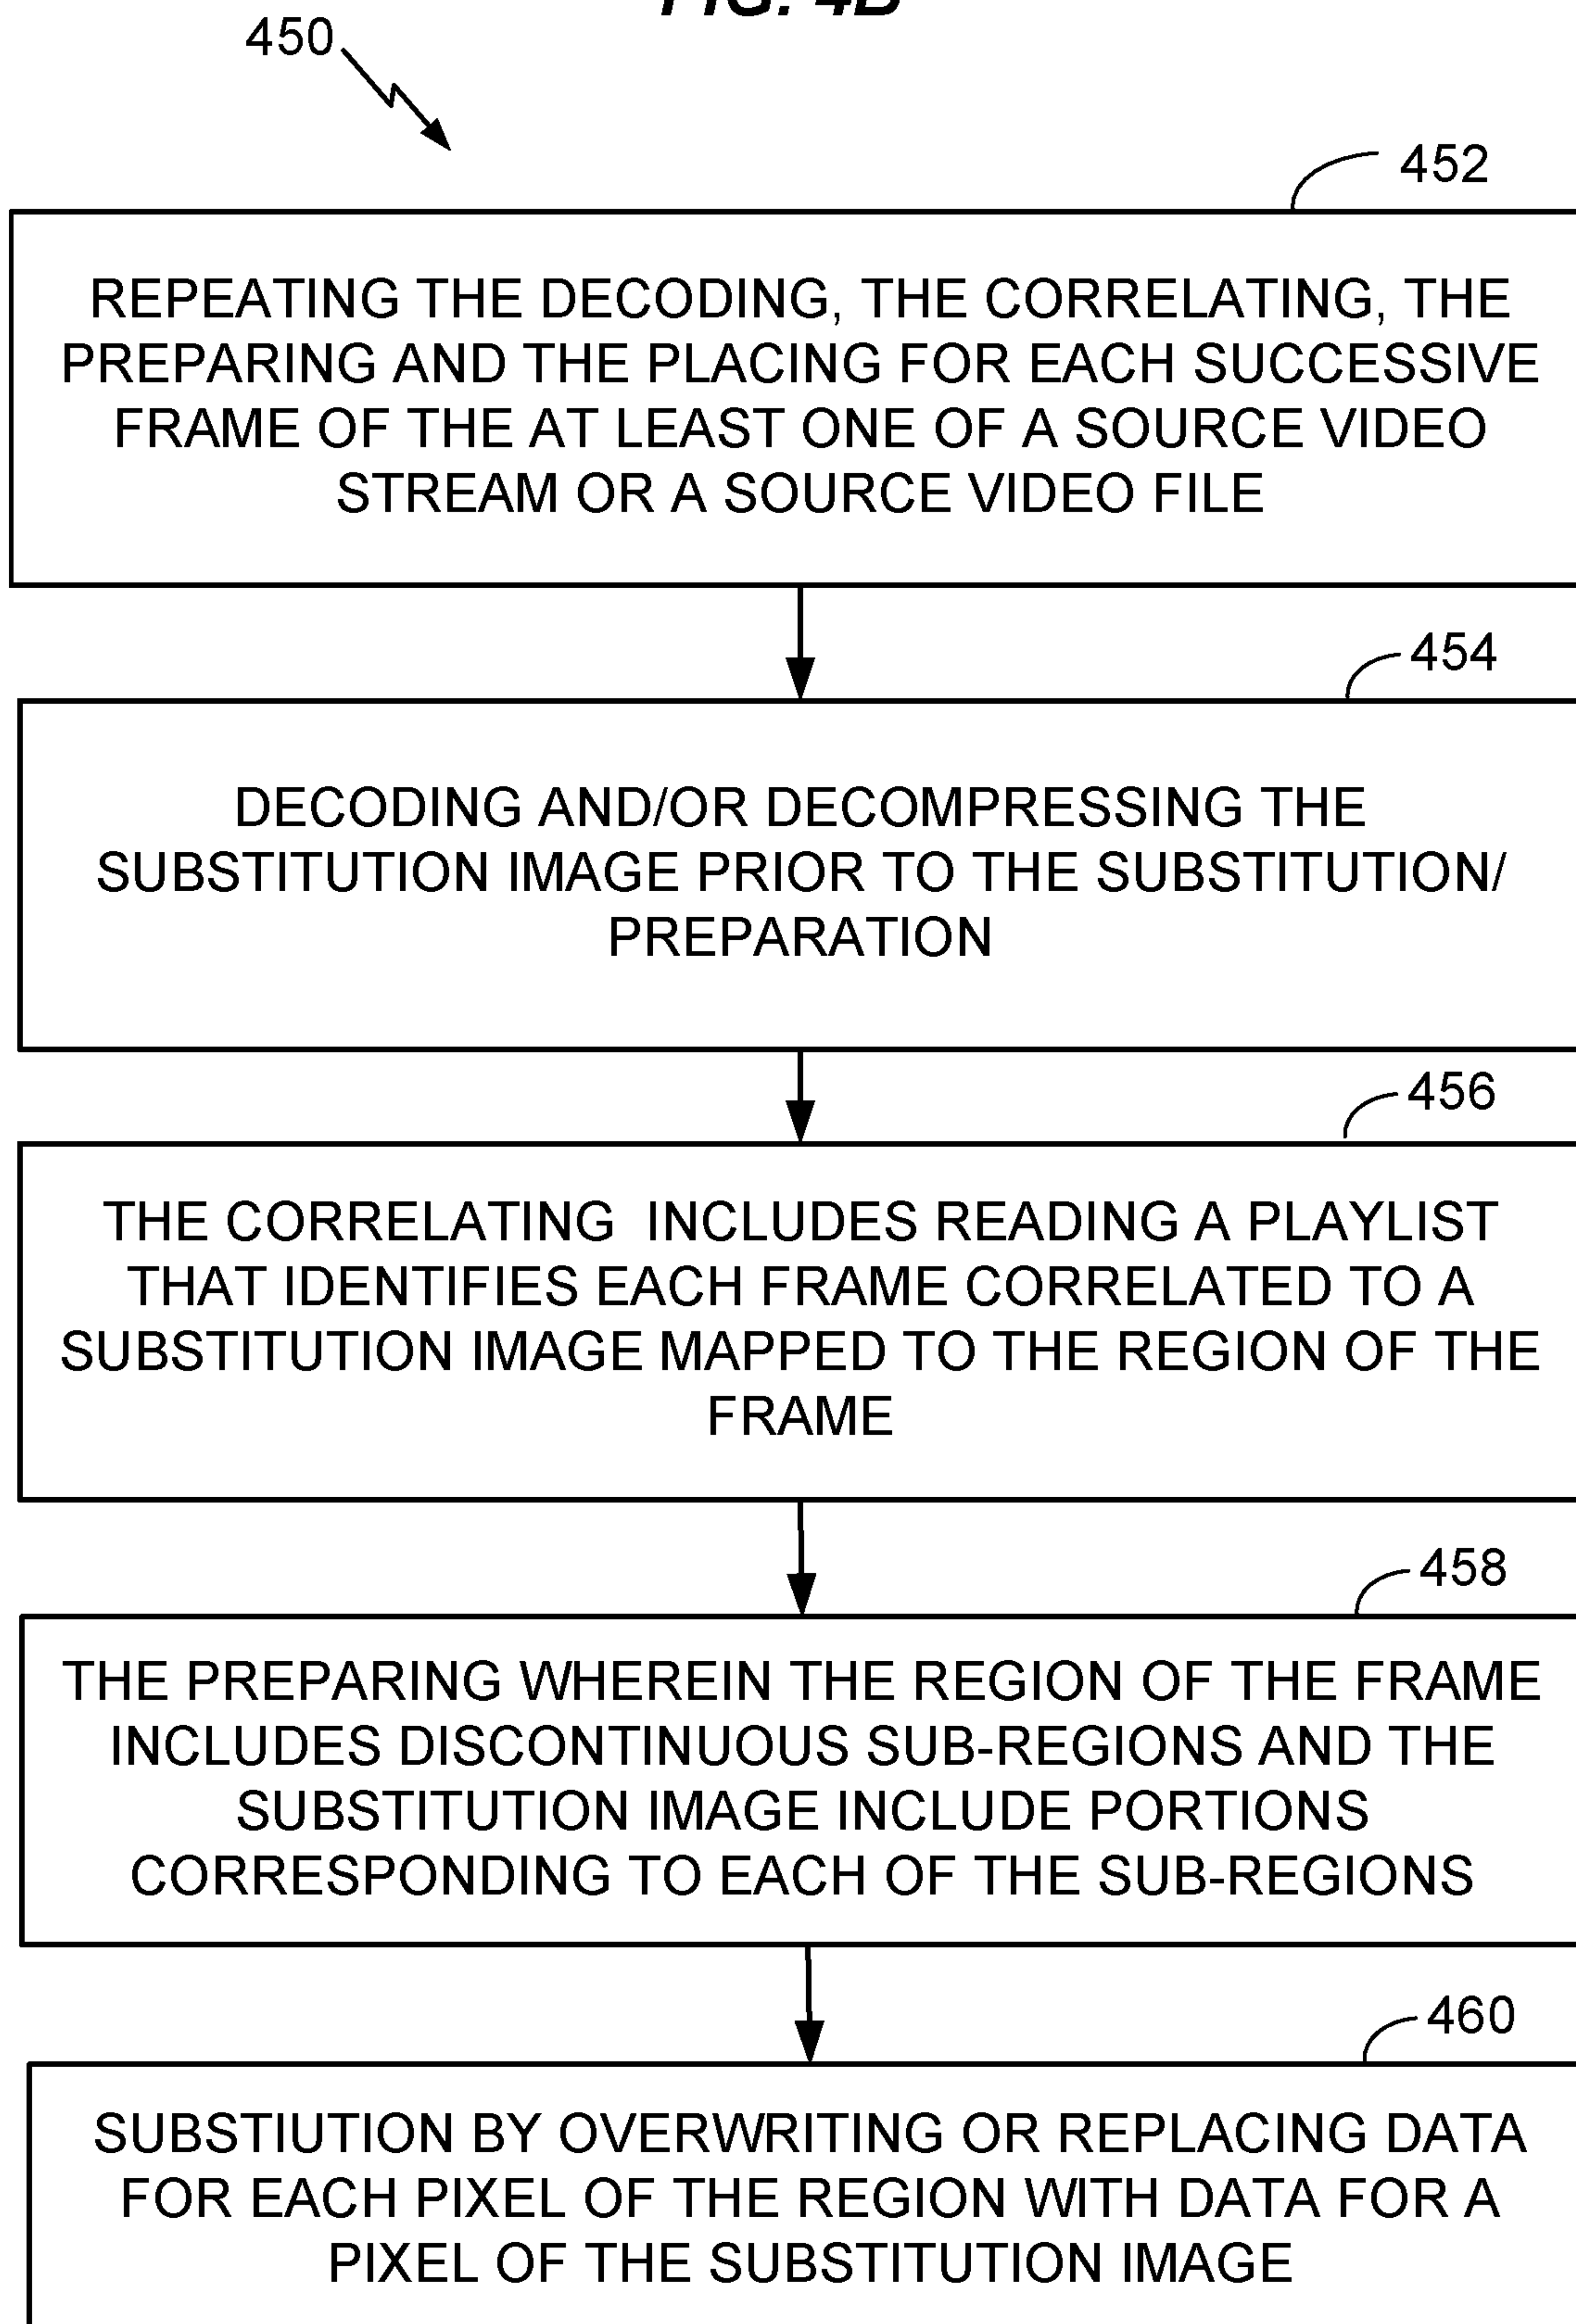 FIG. 4B
450
452
REPEATING THE DECODING, THE CORRELATING, THE
PREPARING AND THE PLACING FOR EACH SUCCESSIVE
FRAME OF THE AT LEAST ONE OF A SOURCE VIDEO
STREAM OR A SOURCE VIDEO FILE
454
DECODING AND/OR DECOMPRESSING THE
SUBSTITUTION IMAGE PRIOR TO THE SUBSTITUTION/
PREPARATION
456
THE CORRELATING INCLUDES READING A PLAYLIST
THAT IDENTIFIES EACH FRAME CORRELATED TO A
SUBSTITUTION IMAGE MAPPED TO THE REGION OF THE
FRAME
458
THE PREPARING WHEREIN THE REGION OF THE FRAME
INCLUDES DISCONTINUOUS SUB-REGIONS AND THE
SUBSTITUTION IMAGE INCLUDE PORTIONS
CORRESPONDING TO EACH OF THE SUB-REGIONS
460
SUBSTIUTION BY OVERWRITING OR REPLACING DATA
FOR EACH PIXEL OF THE REGION WITH DATA FOR A
PIXEL OF THE SUBSTITUTION IMAGE